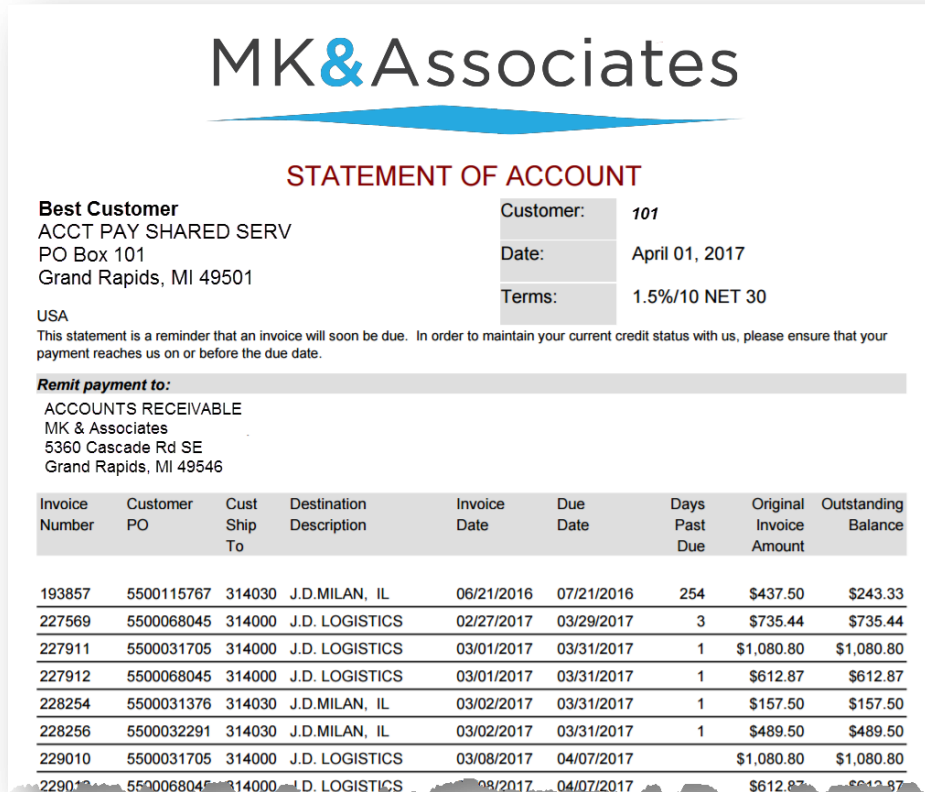 MK&Associates
STATEMENT OF ACCOUNT
Best Customer
ACCT PAY SHARED SERV
PO Box 101
Grand Rapids, MI 49501
USA
Customer: 101
Date: April 01, 2017
Terms: 1.5%/10 NET 30
This statement is a reminder that an invoice will soon be due. In order to maintain your current credit status with us, please ensure that your
payment reaches us on or before the due date.
Remit payment to:
ACCOUNTS RECEIVABLE
MK & Associates
5360 Cascade Rd SE
Grand Rapids, MI 49546
Invoice Customer Cust Destination Invoice Due Days Original Outstanding
Number PO Ship Description Date Date Past Invoice Balance
To Due Amount
193857 5500115767 314030 J.D.MILAN, IL 06/21/2016 07/21/2016 254 $437.50 $243.33
227569 5500068045 314000 J.D. LOGISTICS 02/27/2017 03/29/2017 3 $735.44 $735.44
227911 5500031705 314000 J.D. LOGISTICS 03/01/2017 03/31/2017 1 $1,080.80 $1,080.80
227912 5500068045 314000 J.D. LOGISTICS 03/01/2017 03/31/2017 1 $612.87 $612.87
228254 5500031376 314030 J.D.MILAN, IL 03/02/2017 03/31/2017 1 $157.50 $157.50
228256 5500032291 314030 J.D.MILAN, IL 03/02/2017 03/31/2017 1 $489.50 $489.50
229010 5500031705 314000 J.D. LOGISTICS 03/08/2017 04/07/2017 $1,080.80 $1,080.80
5500068045 314000 J.D. LOGISTICS 04/07/2017 $612.87 $612.87